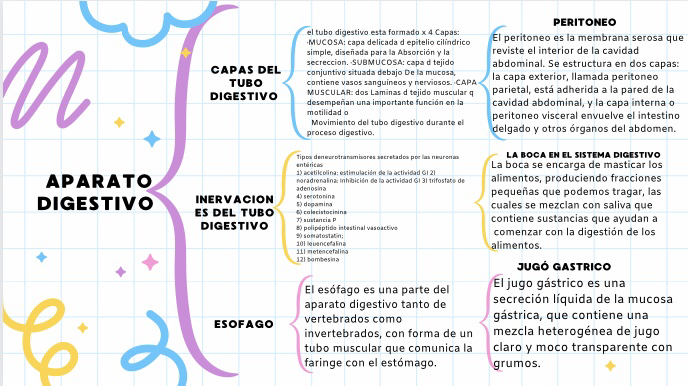 APARATO
DIGESTIVO
CAPAS DEL
TUBO
DIGESTIVO
el tubo digestivo esta formado x 4 Capas:
·MUCOSA: capa delicada d epitelio cilíndrico
simple, diseñada para la Absorción y la
secreccion. ·SUBMUCOSA: capa d tejido
conjuntivo situada debajo De la mucosa,
contiene vasos sanguíneos y nerviosos. ·CAPA
MUSCULAR: dos Laminas d tejido muscular q
desempeñan una importante función en la
motilidad o
Movimiento del tubo digestivo durante el
proceso digestivo.
PERITONEO
El peritoneo es la membrana serosa que
reviste el interior de la cavidad
abdominal. Se estructura en dos capas:
la capa exterior, llamada peritoneo
parietal, está adherida a la pared de la
cavidad abdominal, y la capa interna o
peritoneo visceral envuelve el intestino
delgado y otros órganos del abdomen.
INERVACION
ES DEL TUBO
DIGESTIVO
Tipos deneurotransmisores secretados por las neuronas
entéricas
1) acetilcolina: estimulación de la actividad GI 2)
noradrenalina: Inhibición de la actividad GI 3) trifosfato de
adenosina
4) serotonina
5) dopamina
6) colecistocinina
7) sustancia P
8) polipéptido intestinal vasoactivo
9) somatostatina;
10) leuencefalina
11) metencefalina
12) bombesina
LA BOCA EN EL SISTEMA DIGESTIVO
La boca se encarga de masticar los
alimentos, produciendo fracciones
pequeñas que podemos tragar, las
cuales se mezclan con saliva que
contiene sustancias que ayudan a
comenzar con la digestión de los
alimentos.
ESOFAGO
El esófago es una parte del
aparato digestivo tanto de
vertebrados como
invertebrados, con forma de un
tubo muscular que comunica la
faringe con el estómago.
JUGÓ GASTRICO
El jugo gástrico es una
secreción líquida de la mucosa
gástrica, que contiene una
mezcla heterogénea de jugo
claro y moco transparente con
grumos.